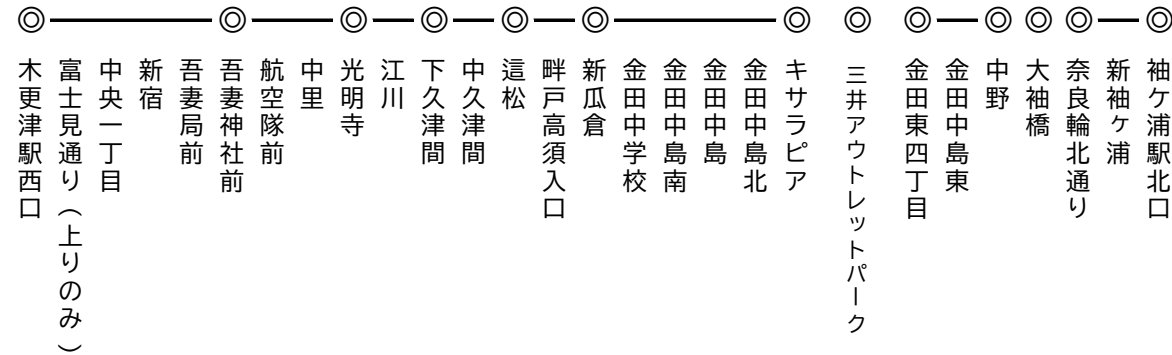 木更津駅西口
富士見通り（上りのみ）
中央一丁目
新宿
吾妻局前
吾妻神社前
航空隊前
中里
光明寺
江川
下久津間
中久津間
這松
畔戸高須入口
新瓜倉
金田中学校
金田中島南
金田中島
金田中島北
キサラピア
三井アウトレットパーク
金田東四丁目
金田中島東
中野
大袖橋
奈良輪北通り
新袖ヶ浦
袖ケ浦駅北口